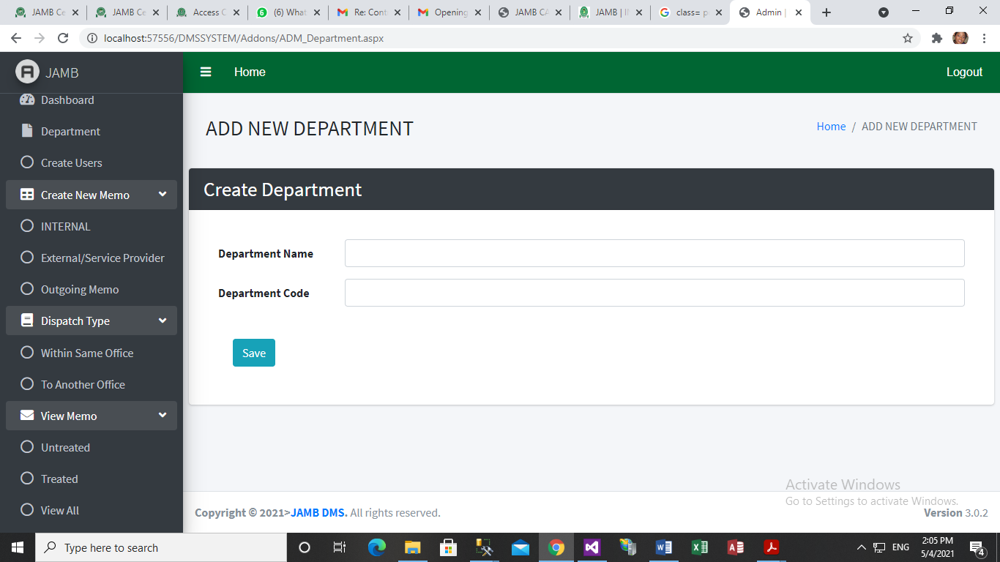 JAMB Ce
JAMB Ce
Access C
(6) What
Re: Cont
Opening
JAMB CA
JAMB | I
class= p
Admin |
localhost:57556/DMSSYSTEM/Addons/ADM_Department.aspx
JAMB
Home
Logout
Dashboard
Department
Create Users
Create New Memo
INTERNAL
External/Service Provider
Outgoing Memo
Dispatch Type
Within Same Office
To Another Office
View Memo
Untreated
Treated
View All
ADD NEW DEPARTMENT
Home / ADD NEW DEPARTMENT
Create Department
Department Name
Department Code
Save
Activate Windows
Go to Settings to activate Windows.
Copyright © 2021>JAMB DMS. All rights reserved.
Version 3.0.2
Type here to search
ENG
2:05 PM
5/4/2021
4